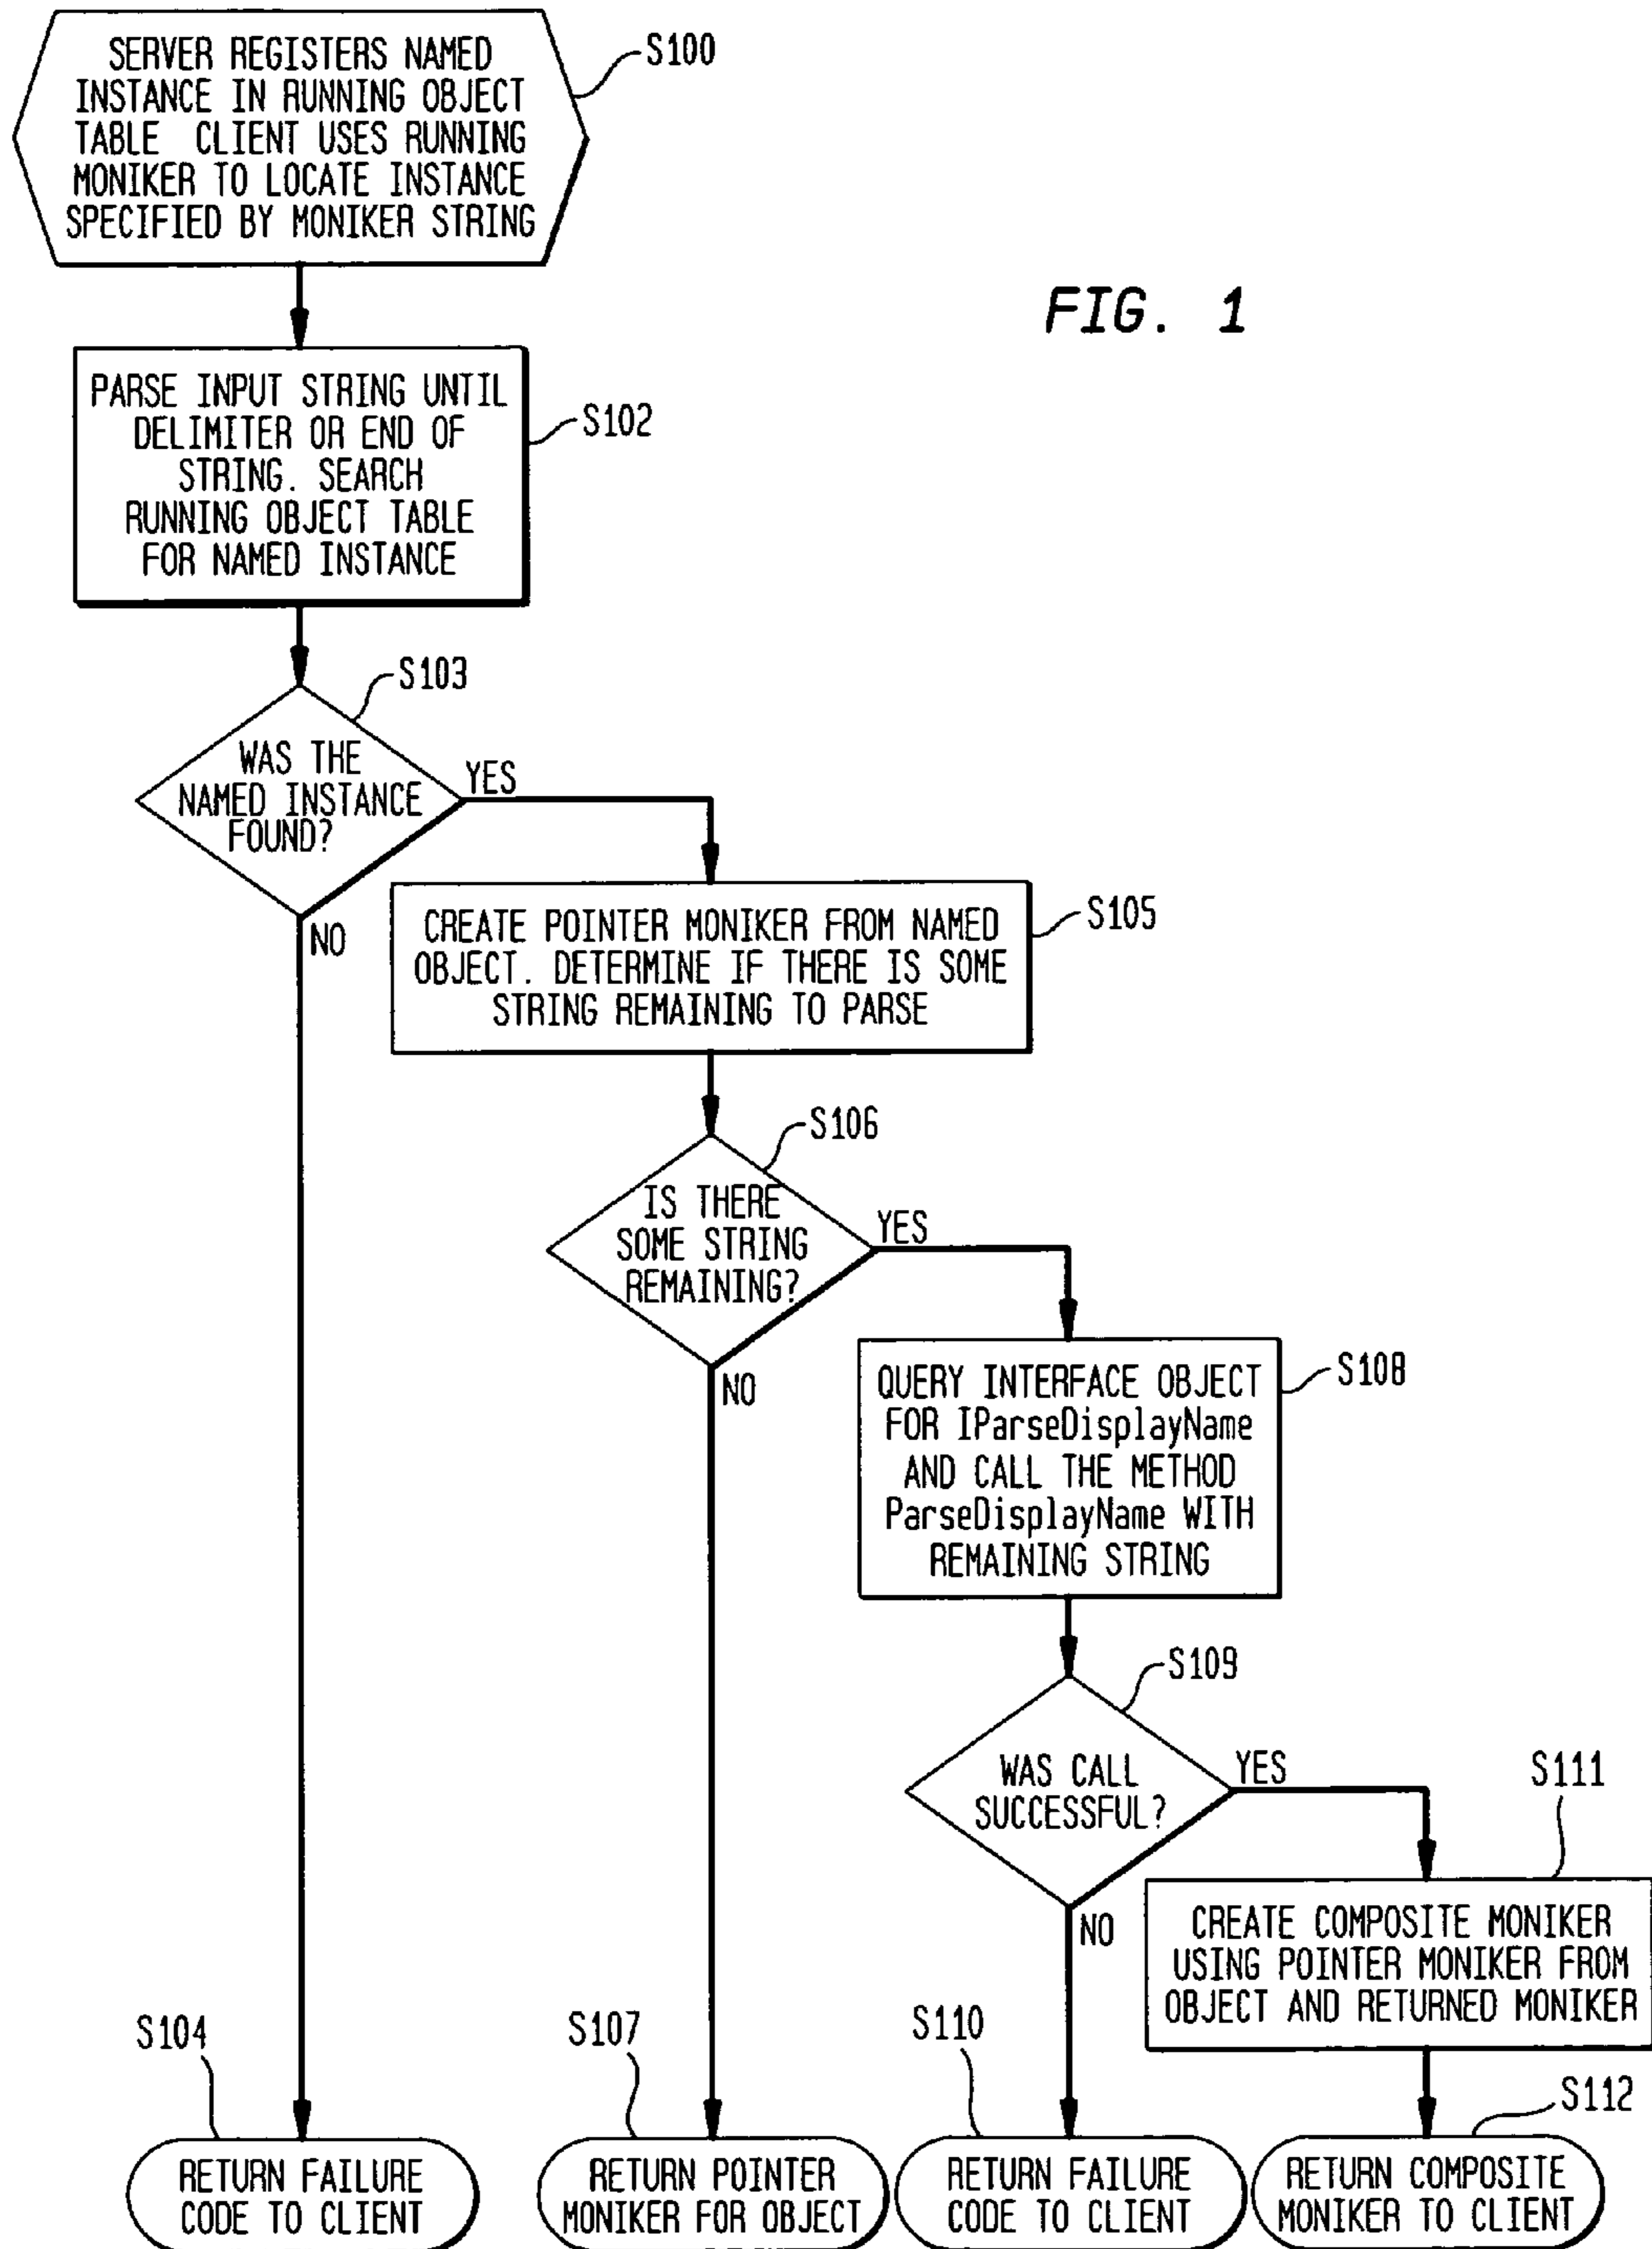 SERVER REGISTERS NAMED
INSTANCE IN RUNNING OBJECT
TABLE CLIENT USES RUNNING
MONIKER TO LOCATE INSTANCE
SPECIFIED BY MONIKER STRING
S100
FIG. 1
PARSE INPUT STRING UNTIL
DELIMITER OR END OF
STRING. SEARCH
RUNNING OBJECT TABLE
FOR NAMED INSTANCE
S102
S103
WAS THE
NAMED INSTANCE
FOUND?
YES
NO
CREATE POINTER MONIKER FROM NAMED
OBJECT. DETERMINE IF THERE IS SOME
STRING REMAINING TO PARSE
S105
S106
IS THERE
SOME STRING
REMAINING?
YES
NO
QUERY INTERFACE OBJECT
FOR IParseDisplayName
AND CALL THE METHOD
ParseDisplayName WITH
REMAINING STRING
S108
S109
WAS CALL
SUCCESSFUL?
YES
NO
S111
CREATE COMPOSITE MONIKER
USING POINTER MONIKER FROM
OBJECT AND RETURNED MONIKER
S104
RETURN FAILURE
CODE TO CLIENT
S107
RETURN POINTER
MONIKER FOR OBJECT
S110
RETURN FAILURE
CODE TO CLIENT
S112
RETURN COMPOSITE
MONIKER TO CLIENT